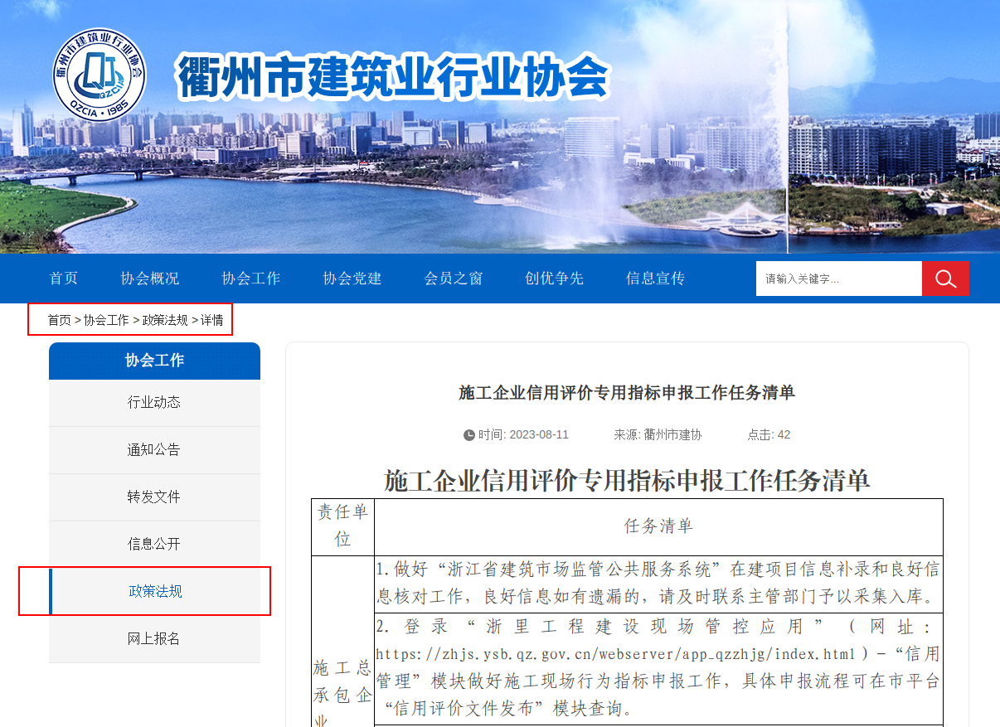 衢州市建筑业行业协会
QZCIA
QZCIA·1985
衢州市建筑业行业协会
首页 协会概况 协会工作 协会党建 会员之窗 创优争先 信息宣传 请输入关键字...
首页 >协会工作 >政策法规 >详情
协会工作
行业动态
通知公告
转发文件
信息公开
政策法规
网上报名
施工企业信用评价专用指标申报工作任务清单
时间: 2023-08-11 来源: 衢州市建协 点击: 42
施工企业信用评价专用指标申报工作任务清单
责任单
位
任务清单
1.做好“浙江省建筑市场监管公共服务系统”在建项目信息补录和良好信
息核对工作，良好信息如有遗漏的，请及时联系主管部门予以采集入库。
2. 登录“浙里工程建设现场管控应用”(网址:
https://zhjs.ysb.qz.gov.cn/webserver/app_qzzhjg/index.html)-“信用
管理”模块做好施工现场行为指标申报工作，具体申报流程可在市平台
“信用评价文件发布”模块查询。
施工总
承包企
业